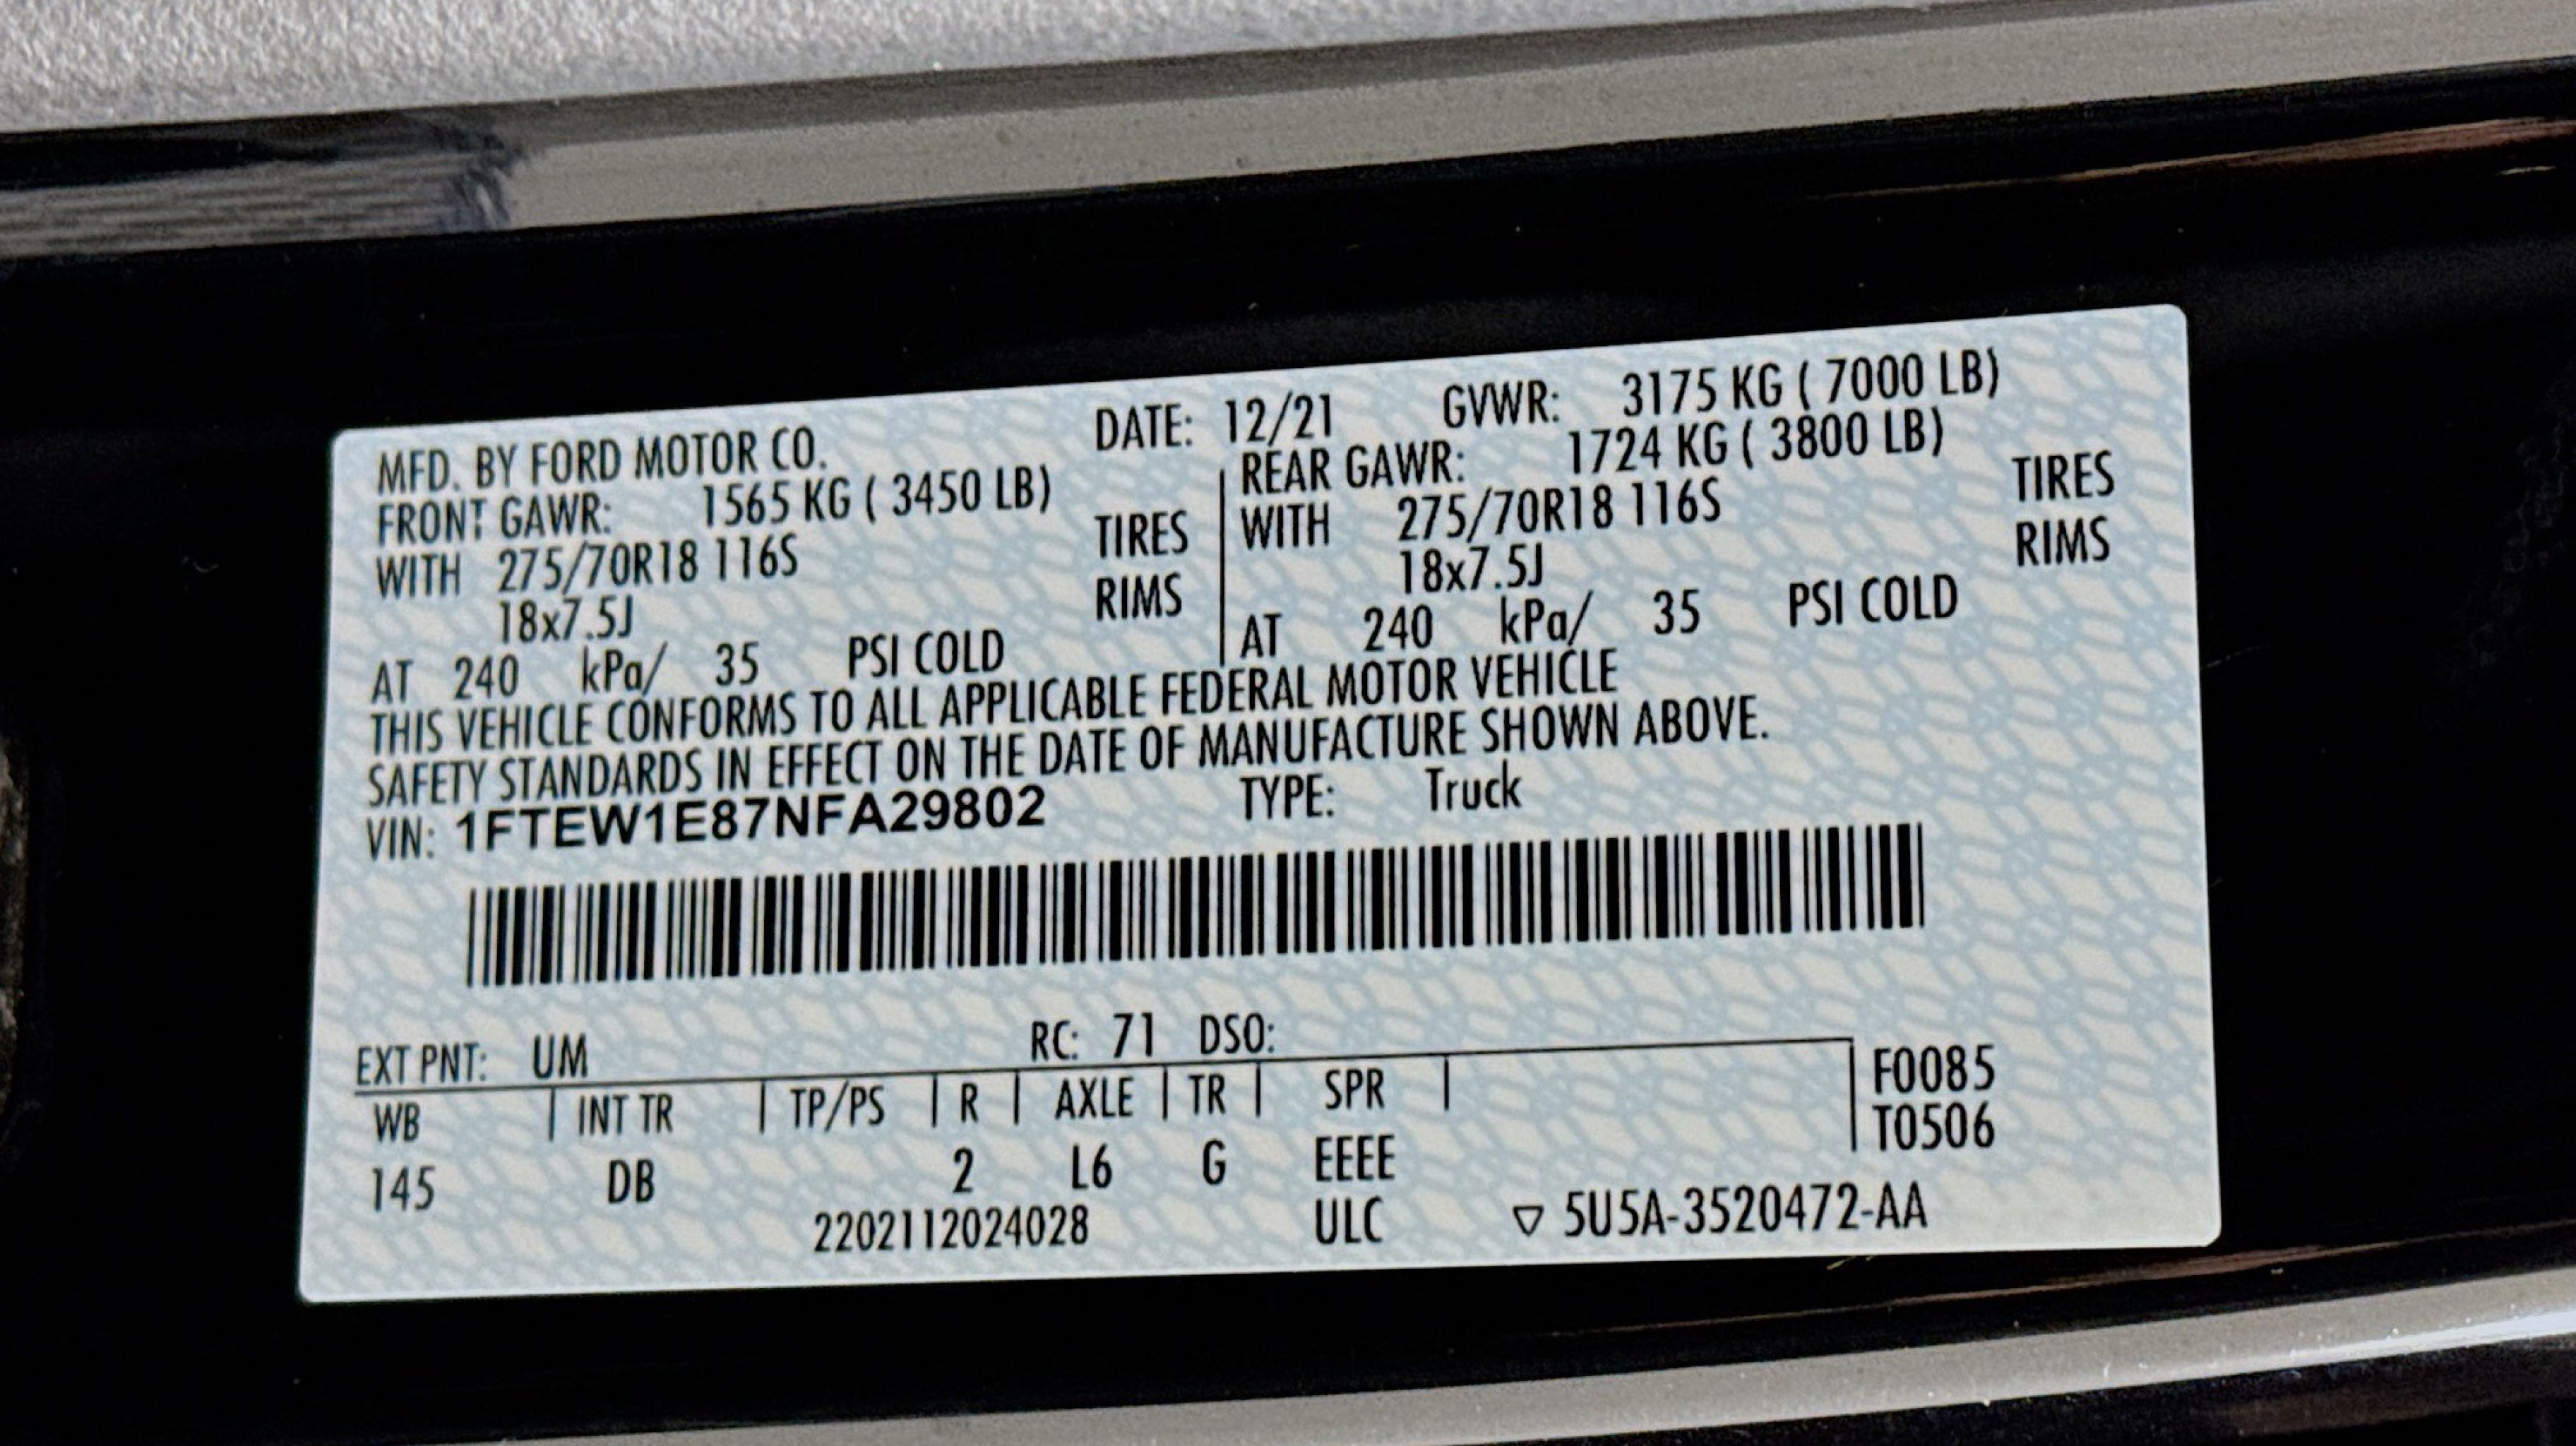 MFD. BY FORD MOTOR CO. DATE: 12/21 GVWR: 3175 KG ( 7000 LB)
FRONT GAWR: 1565 KG ( 3450 LB) REAR GAWR: 1724 KG ( 3800 LB)
WITH 275/70R18 116S TIRES WITH 275/70R18 116S TIRES
18x7.5J RIMS 18x7.5J RIMS
AT 240 kPa/ 35 PSI COLD AT 240 kPa/ 35 PSI COLD
THIS VEHICLE CONFORMS TO ALL APPLICABLE FEDERAL MOTOR VEHICLE
SAFETY STANDARDS IN EFFECT ON THE DATE OF MANUFACTURE SHOWN ABOVE.
VIN: 1FTEW1E87NFA29802 TYPE: Truck
EXT PNT: UM RC: 71 DSO:
WB | INT TR | TP/PS | R | AXLE | TR | SPR | F0085
T0506
145 DB 2 L6 G EEEE
2202112024028 ULC ▽ 5U5A-3520472-AA